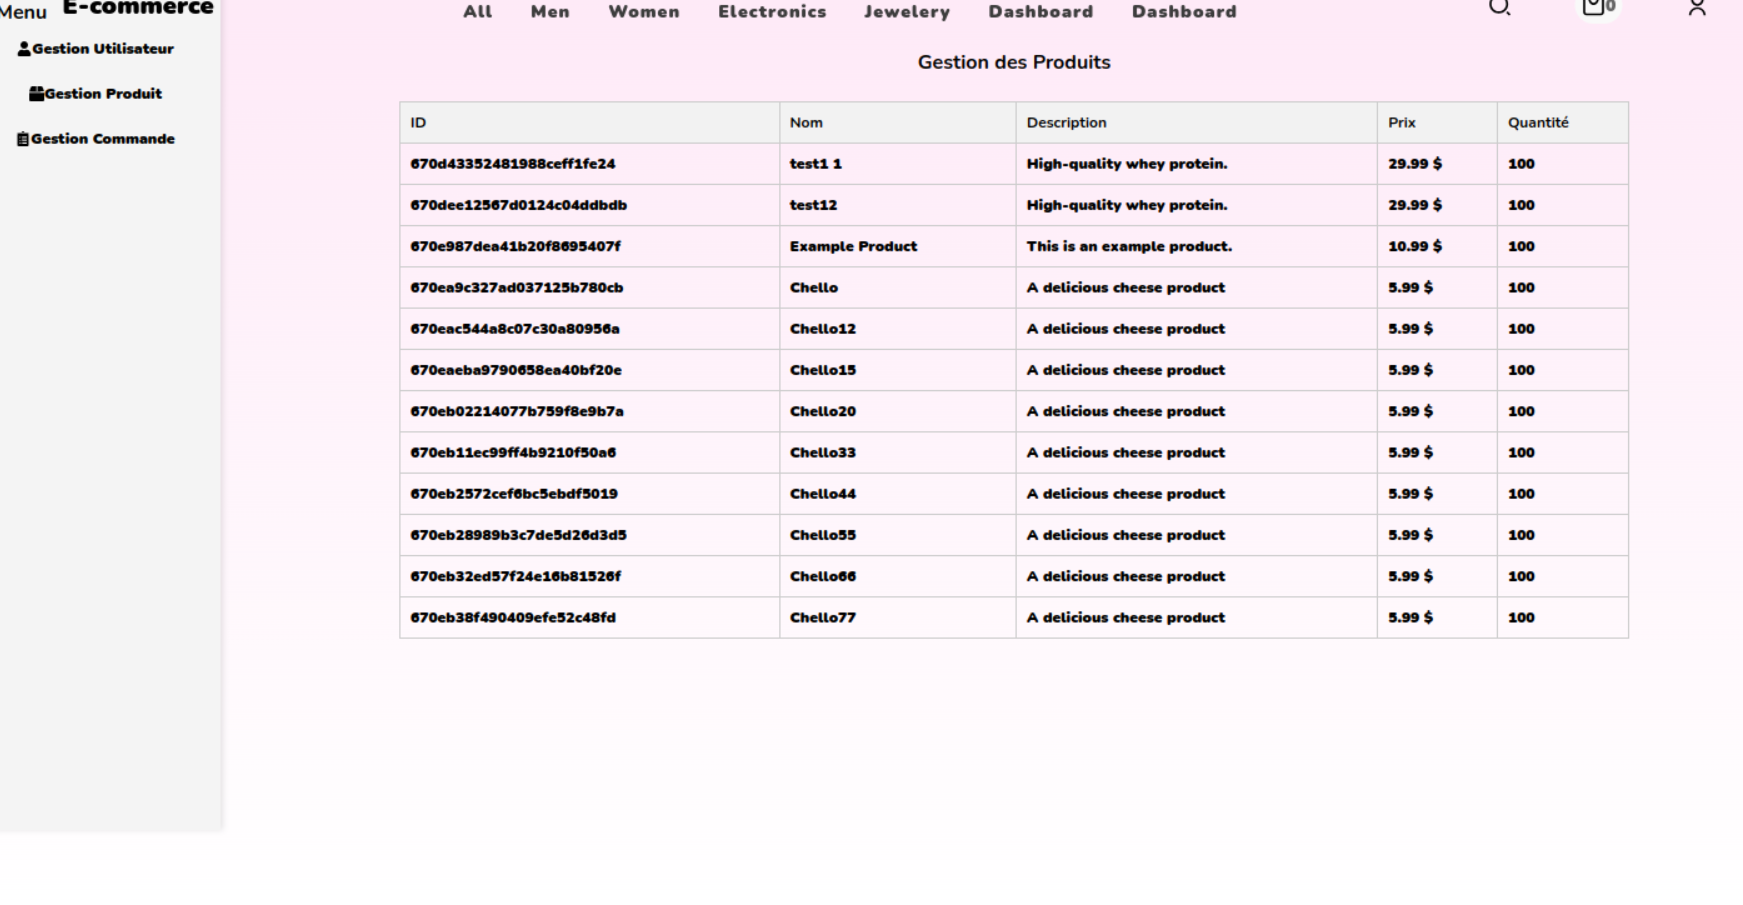 Menu E-commerce All Men Women Electronics Jewelery Dashboard Dashboard 0
Gestion Utilisateur
Gestion Produit
Gestion Commande
Gestion des Produits
ID Nom Description Prix Quantité
670d43352481988ceff1fe24 test1 1 High-quality whey protein. 29.99 $ 100
670dee12567d0124c04ddbdb test12 High-quality whey protein. 29.99 $ 100
670e987dea41b20f8695407f Example Product This is an example product. 10.99 $ 100
670ea9c327ad037125b780cb Chello A delicious cheese product 5.99 $ 100
670eac544a8c07c30a80956a Chello12 A delicious cheese product 5.99 $ 100
670eaeba9790658ea40bf20e Chello15 A delicious cheese product 5.99 $ 100
670eb02214077b759f8e9b7a Chello20 A delicious cheese product 5.99 $ 100
670eb11ec99ff4b9210f50a6 Chello33 A delicious cheese product 5.99 $ 100
670eb2572cef6bc5ebdf5019 Chello44 A delicious cheese product 5.99 $ 100
670eb28989b3c7de5d26d3d5 Chello55 A delicious cheese product 5.99 $ 100
670eb32ed57f24e16b81526f Chello66 A delicious cheese product 5.99 $ 100
670eb38f490409efe52c48fd Chello77 A delicious cheese product 5.99 $ 100